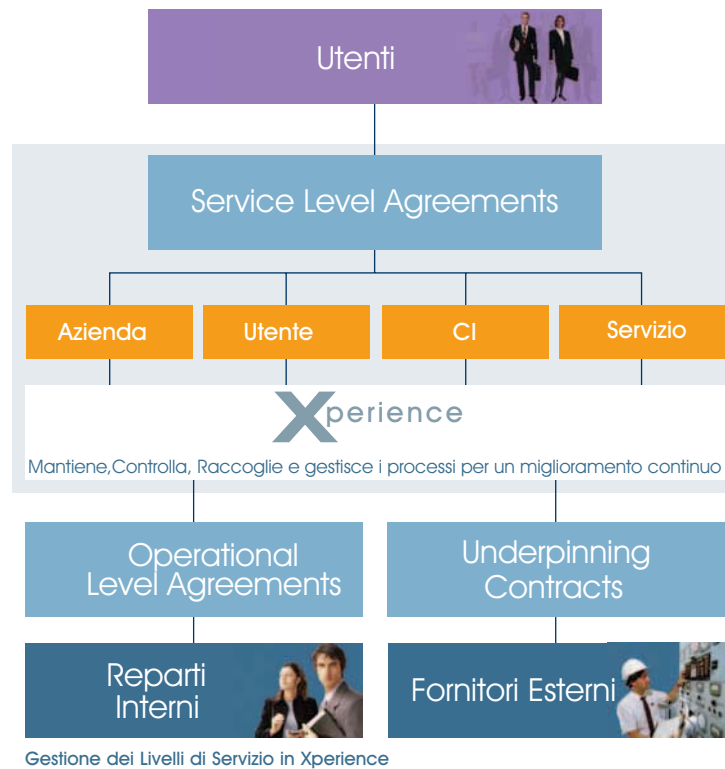 Utenti
Service Level Agreements
Azienda
Utente
CI
Servizio
Xperience
Mantiene,Controlla, Raccoglie e gestisce i processi per un miglioramento continuo
Operational
Level Agreements
Underpinning
Contracts
Reparti
Interni
Fornitori Esterni
Gestione dei Livelli di Servizio in Xperience